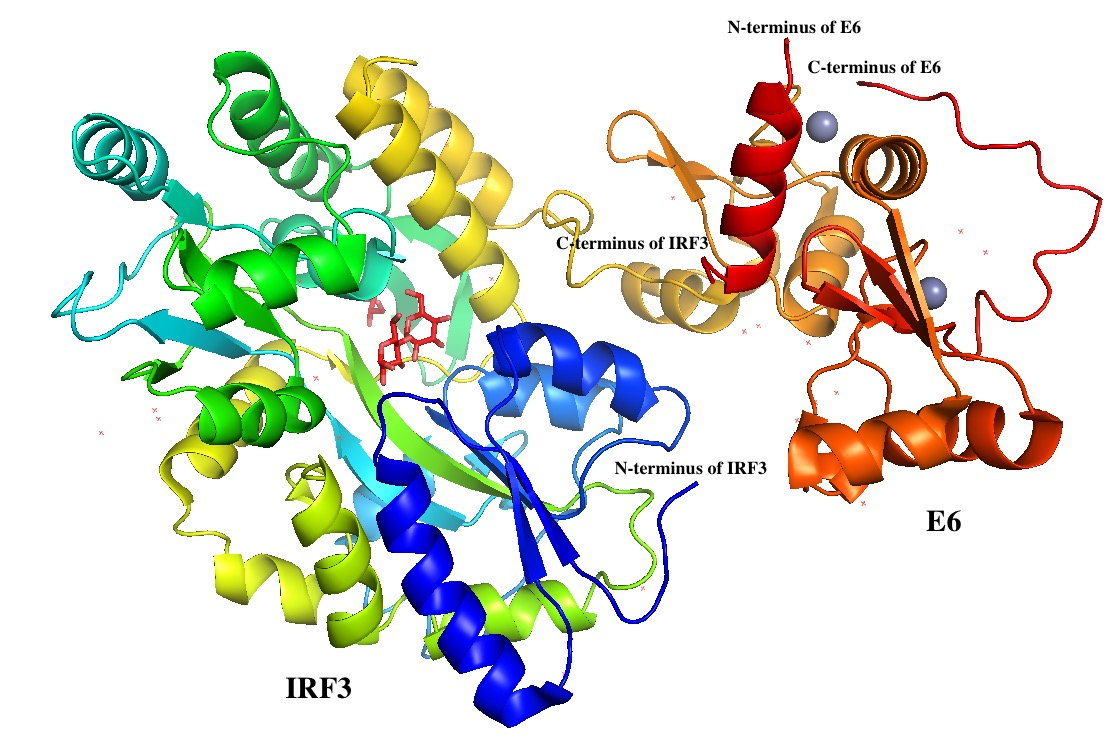 N-terminus of E6
C-terminus of E6
C-terminus of IRF3
N-terminus of IRF3
E6
IRF3